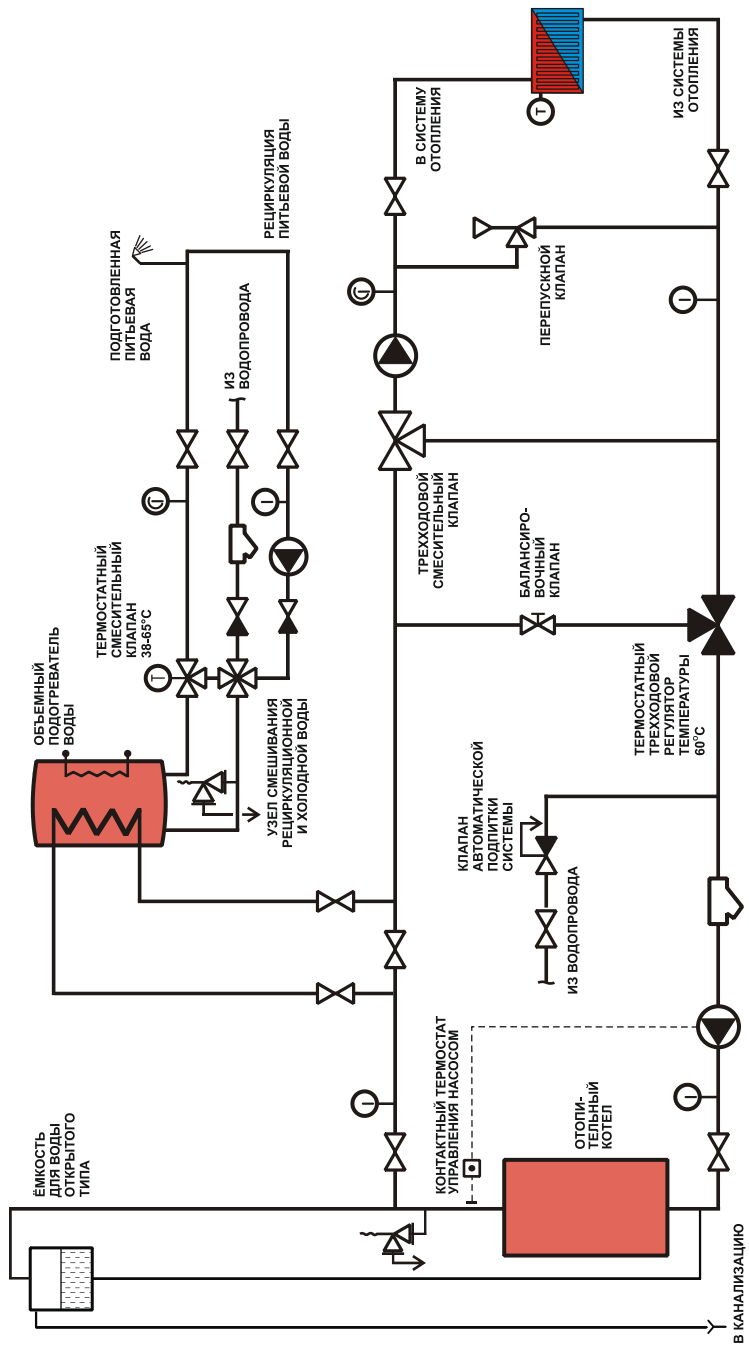 ЁМКОСТЬ
ДЛЯ ВОДЫ
ОТКРЫТОГО
ТИПА
ОБЪЕМНЫЙ
ПОДОГРЕВАТЕЛЬ
ВОДЫ
ТЕРМОСТАТНЫЙ
СМЕСИТЕЛЬНЫЙ
КЛАПАН
38-65°С
T
ПОДГОТОВЛЕННАЯ
ПИТЬЕВАЯ
ВОДА
ИЗ
ВОДОПРОВОДА
РЕЦИРКУЛЯЦИЯ
ПИТЬЕВОЙ ВОДЫ
УЗЕЛ СМЕШИВАНИЯ
РЕЦИРКУЛЯЦИОННОЙ
И ХОЛОДНОЙ ВОДЫ
В СИСТЕМУ
ОТОПЛЕНИЯ
ТРЕХХОДОВОЙ
СМЕСИТЕЛЬНЫЙ
КЛАПАН
КОНТАКТНЫЙ ТЕРМОСТАТ
УПРАВЛЕНИЯ НАСОСОМ
КЛАПАН
АВТОМАТИЧЕСКОЙ
ПОДПИТКИ
СИСТЕМЫ
БАЛАНСИРО-
ВОЧНЫЙ
КЛАПАН
ПЕРЕПУСКНОЙ
КЛАПАН
T
ИЗ ВОДОПРОВОДА
ОТОПИ-
ТЕЛЬНЫЙ
КОТЕЛ
ТЕРМОСТАТНЫЙ
ТРЕХХОДОВОЙ
РЕГУЛЯТОР
ТЕМПЕРАТУРЫ
60°С
ИЗ СИСТЕМЫ
ОТОПЛЕНИЯ
В КАНАЛИЗАЦИЮ